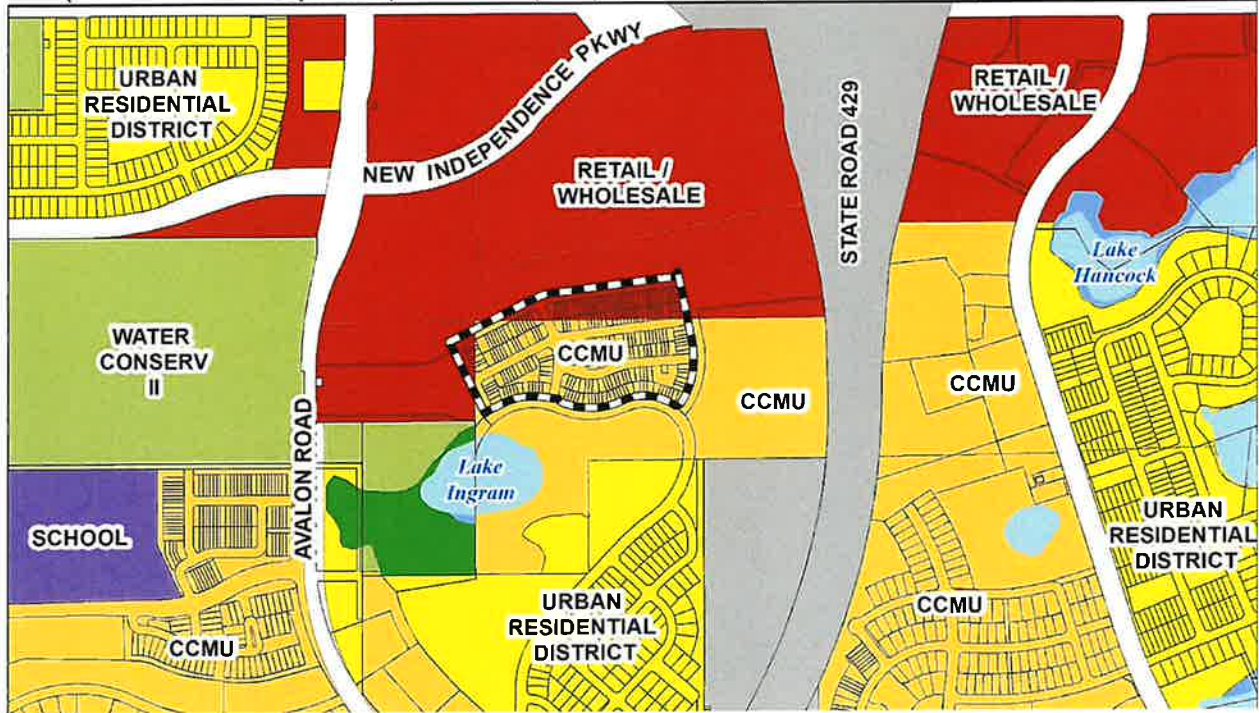 URBAN
RESIDENTIAL
DISTRICT
NEW INDEPENDENCE PKWY
RETAIL /
WHOLESALE
STATE ROAD 429
RETAIL /
WHOLESALE
Lake
Hancock
WATER
CONSERV
II
CCMU
CCMU
CCMU
AVALON ROAD
Lake
Ingram
SCHOOL
URBAN
RESIDENTIAL
DISTRICT
CCMU
URBAN
RESIDENTIAL
DISTRICT
CCMU